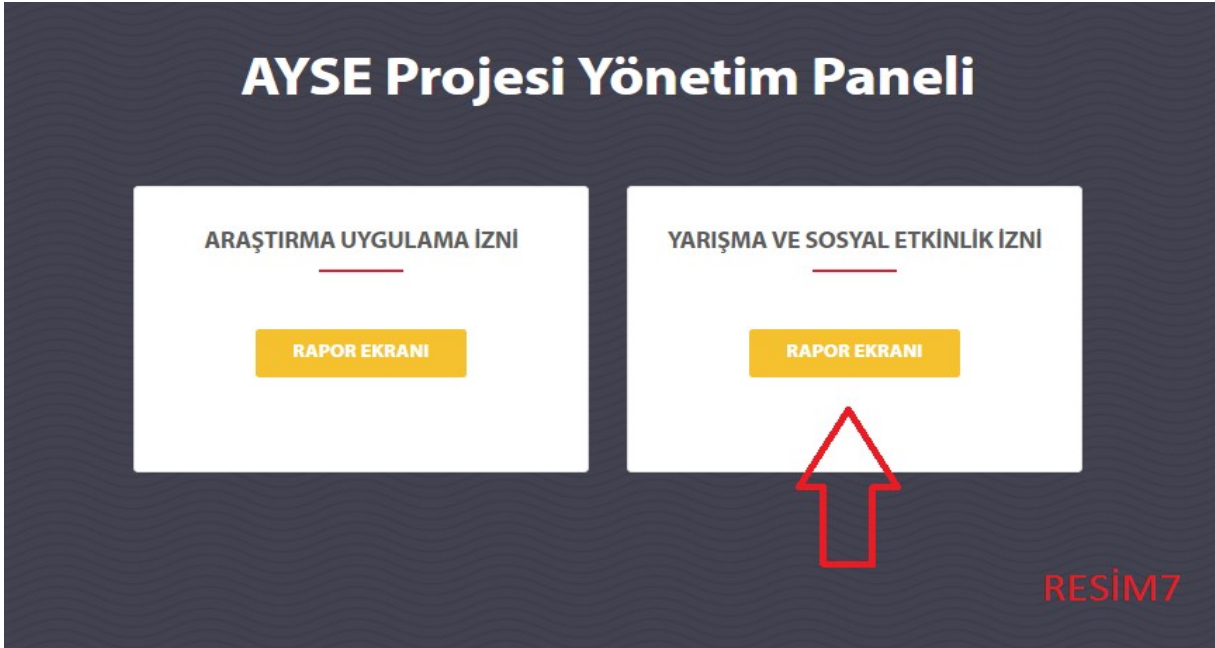 AYSE Projesi Yönetim Paneli
ARAŞTIRMA UYGULAMA İZNİ
RAPOR EKRANI
YARIŞMA VE SOSYAL ETKİNLİK İZNİ
RAPOR EKRANI
RESİM7